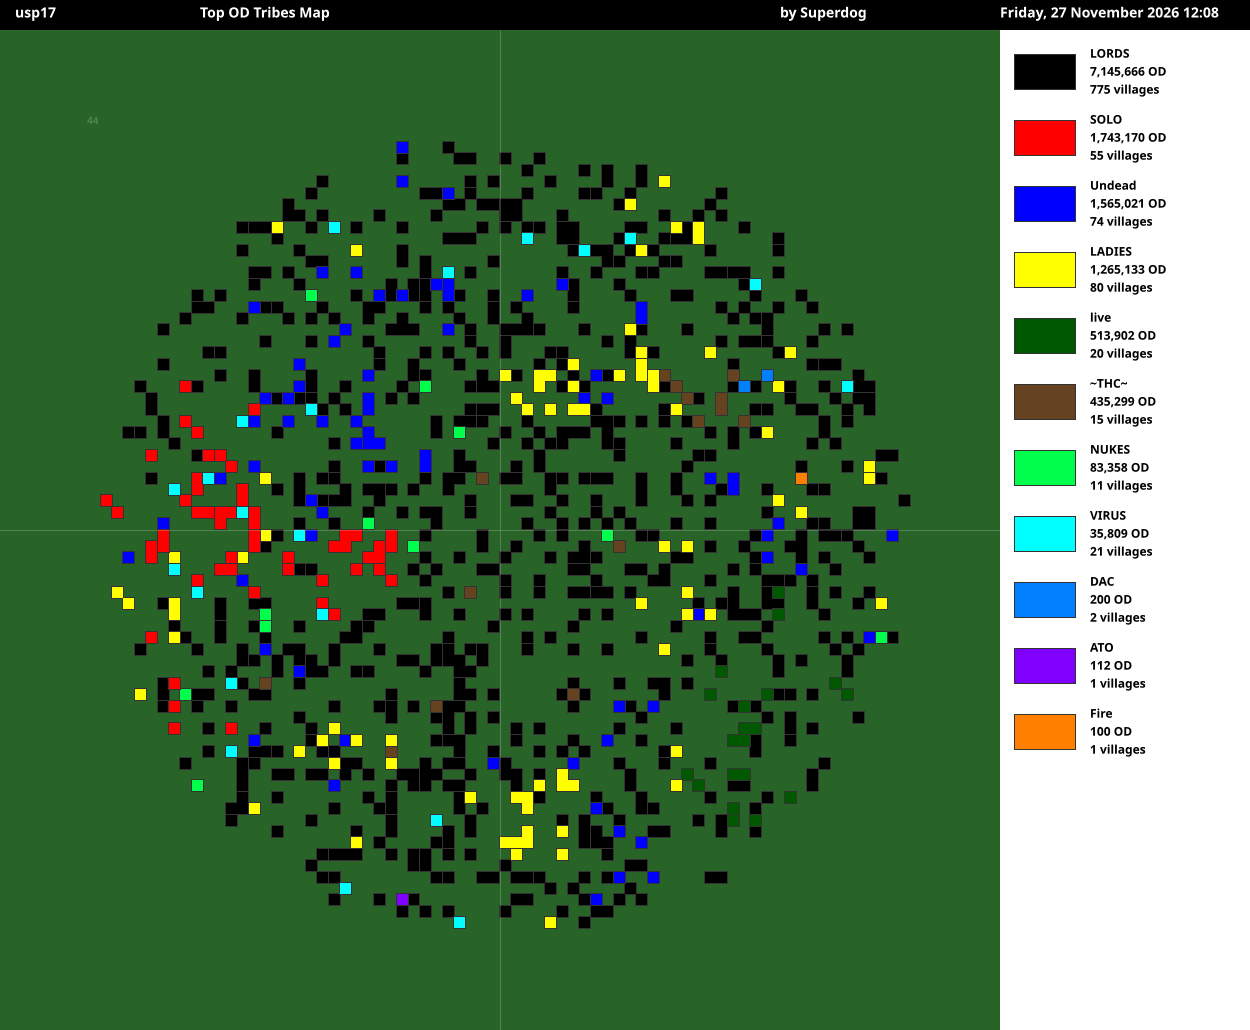 usp17 Top OD Tribes Map by Superdog Friday, 27 November 2026 12:08
44
LORDS
7,145,666 OD
775 villages
SOLO
1,743,170 OD
55 villages
Undead
1,565,021 OD
74 villages
LADIES
1,265,133 OD
80 villages
live
513,902 OD
20 villages
~THC~
435,299 OD
15 villages
NUKES
83,358 OD
11 villages
VIRUS
35,809 OD
21 villages
DAC
200 OD
2 villages
ATO
112 OD
1 villages
Fire
100 OD
1 villages